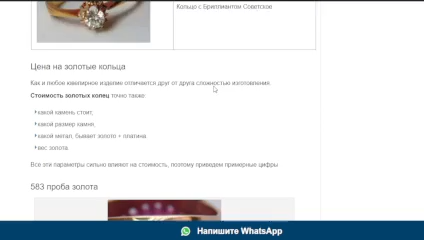 Кольцо с Бриллиантом Советское
Цена на золотые кольца
Как и любое ювелирное изделие отличается друг от друга сложностью изготовления.
Стоимость золотых колец точно также:
какой камень стоит;
какой размер камня;
какой метал, бывает золото + платина
вес золота
Все эти параметры сильно влияют на стоимость, поэтому приведем примерные цифры
583 проба золота
Напишите WhatsApp